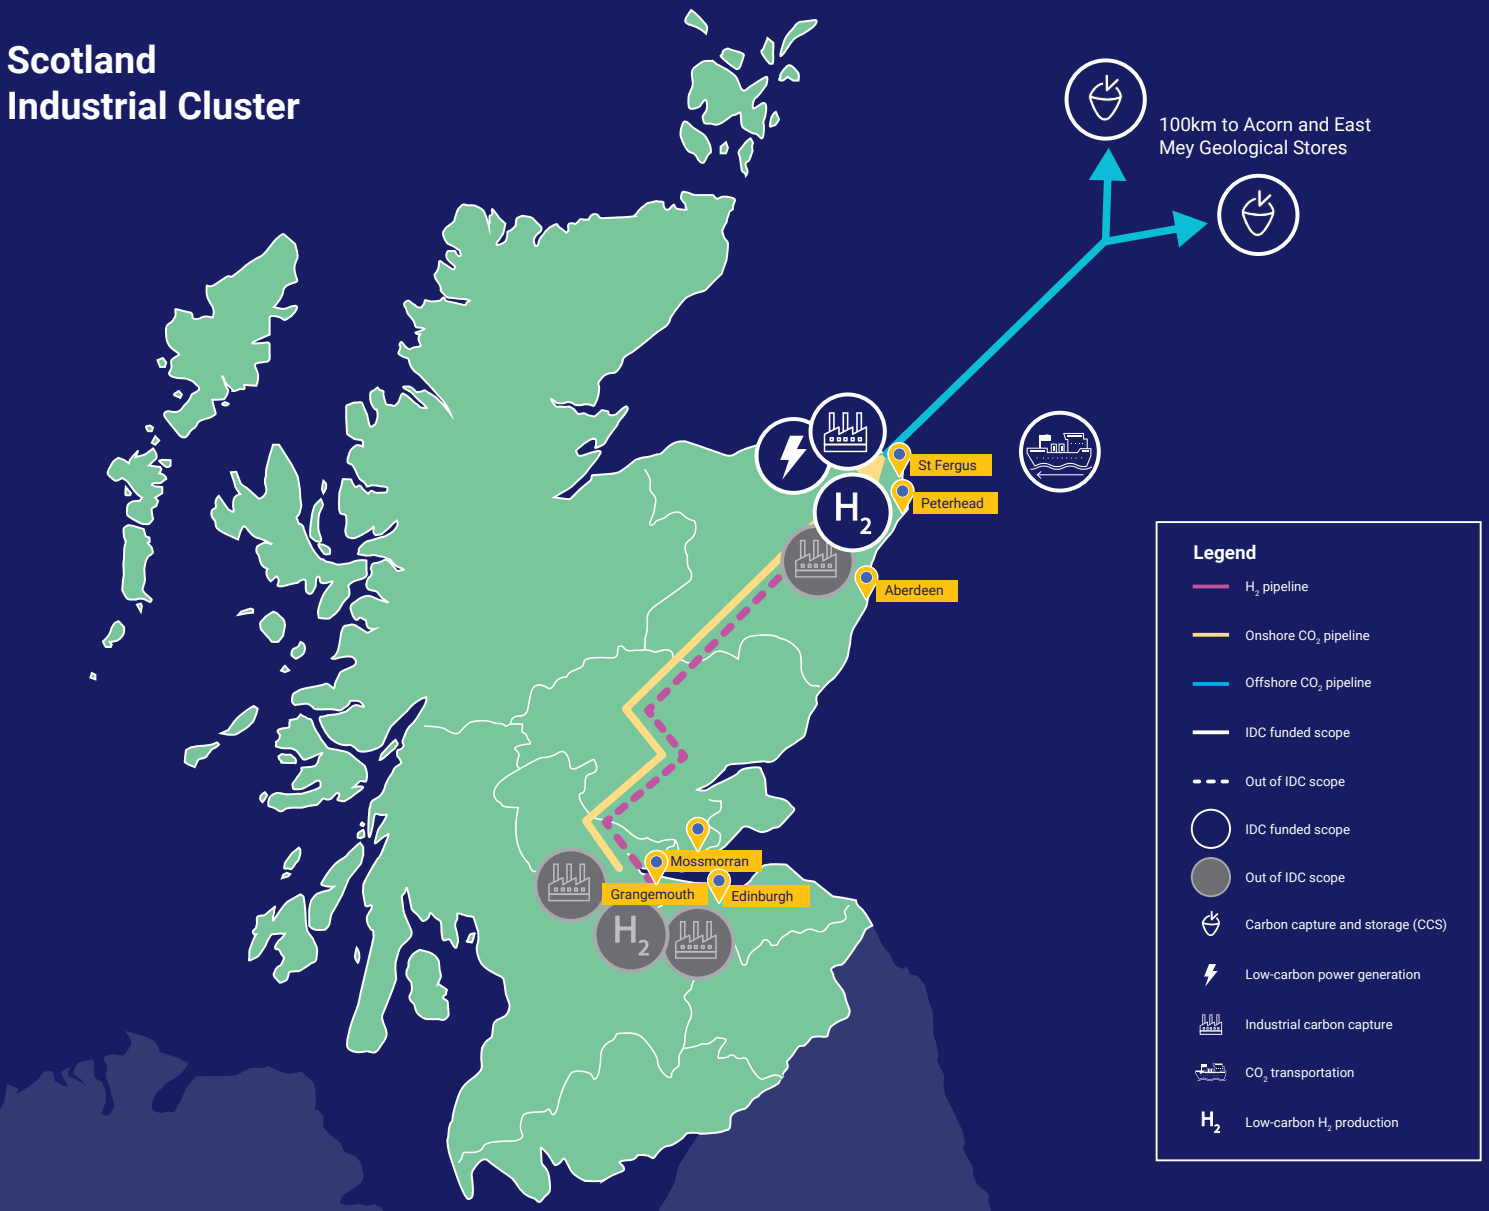 Scotland
Industrial Cluster
100km to Acorn and East
Mey Geological Stores
St Fergus
Peterhead
H2
Aberdeen
Mossmorran
Grangemouth
Edinburgh
H2
Legend
H2 pipeline
Onshore CO2 pipeline
Offshore CO2 pipeline
IDC funded scope
Out of IDC scope
IDC funded scope
Out of IDC scope
Carbon capture and storage (CCS)
Low-carbon power generation
Industrial carbon capture
CO2 transportation
H2 Low-carbon H2 production